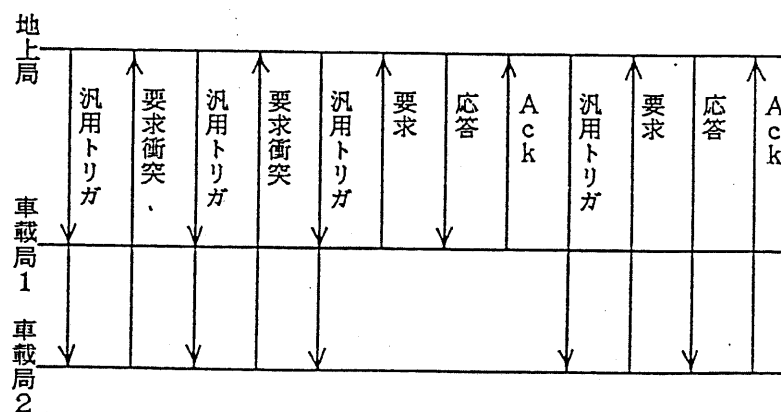 地上局
汎用トリガ
要求衝突
汎用トリガ
要求衝突
汎用トリガ
要求
応答
Ack
汎用トリガ
要求
応答
Ack
車載局1
車載局2